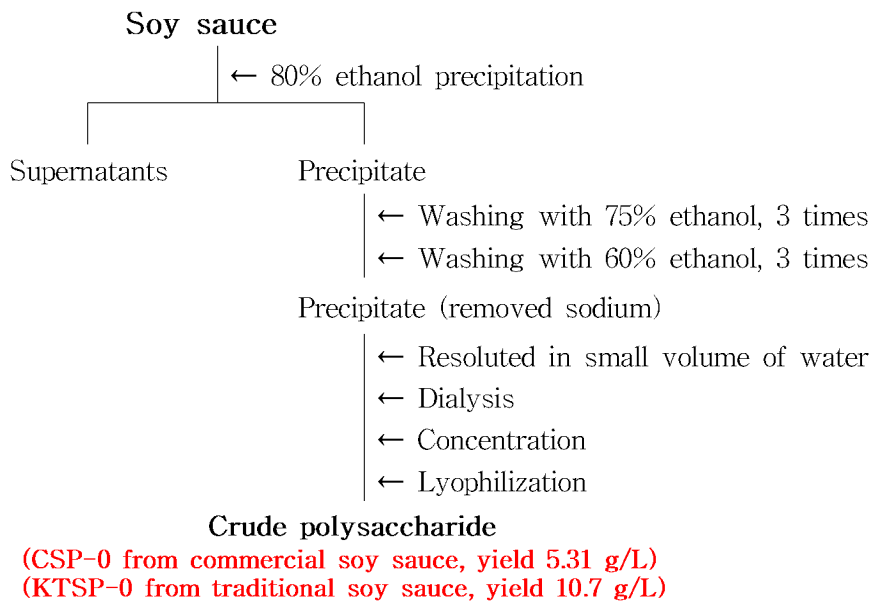 Soy sauce
← 80% ethanol precipitation
Supernatants
Precipitate
← Washing with 75% ethanol, 3 times
← Washing with 60% ethanol, 3 times
Precipitate (removed sodium)
← Resoluted in small volume of water
← Dialysis
← Concentration
← Lyophilization
Crude polysaccharide
(CSP-0 from commercial soy sauce, yield 5.31 g/L)
(KTSP-0 from traditional soy sauce, yield 10.7 g/L)